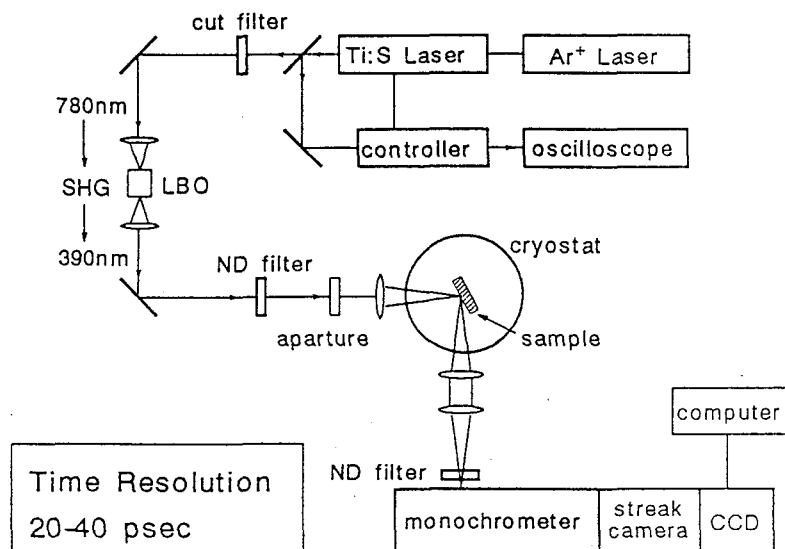 cut filter
Ti:S Laser
Ar+ Laser
780nm
controller
oscilloscope
SHG
LBO
390nm
ND filter
cryostat
aparture
sample
computer
ND filter
Time Resolution
20-40 psec
monochrometer
streak
camera
CCD